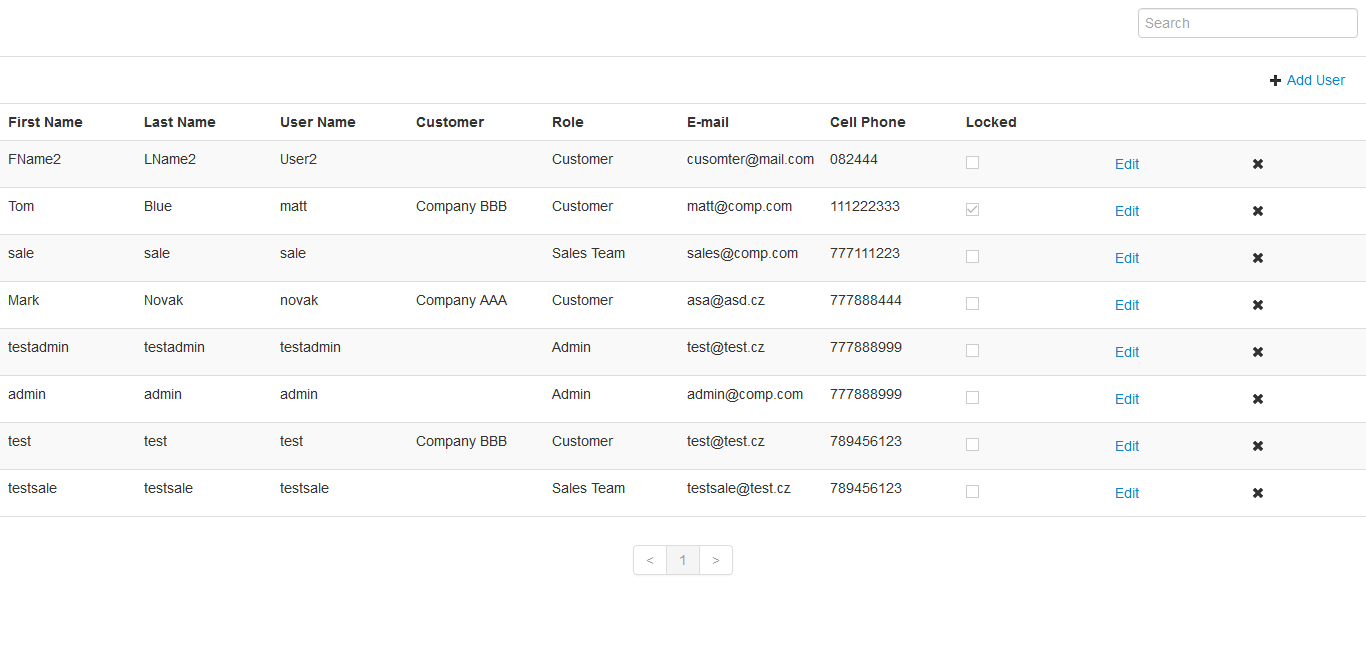 Search
Add User
First Name Last Name User Name Customer Role E-mail Cell Phone Locked
FName2 LName2 User2 Customer cusomter@mail.com 082444 Edit
Tom Blue matt Company BBB Customer matt@comp.com 111222333 Edit
sale sale sale Sales Team sales@comp.com 777111223 Edit
Mark Novak novak Company AAA Customer asa@asd.cz 777888444 Edit
testadmin testadmin testadmin Admin test@test.cz 777888999 Edit
admin admin admin Admin admin@comp.com 777888999 Edit
test test test Company BBB Customer test@test.cz 789456123 Edit
testsale testsale testsale Sales Team testsale@test.cz 789456123 Edit
< 1 >